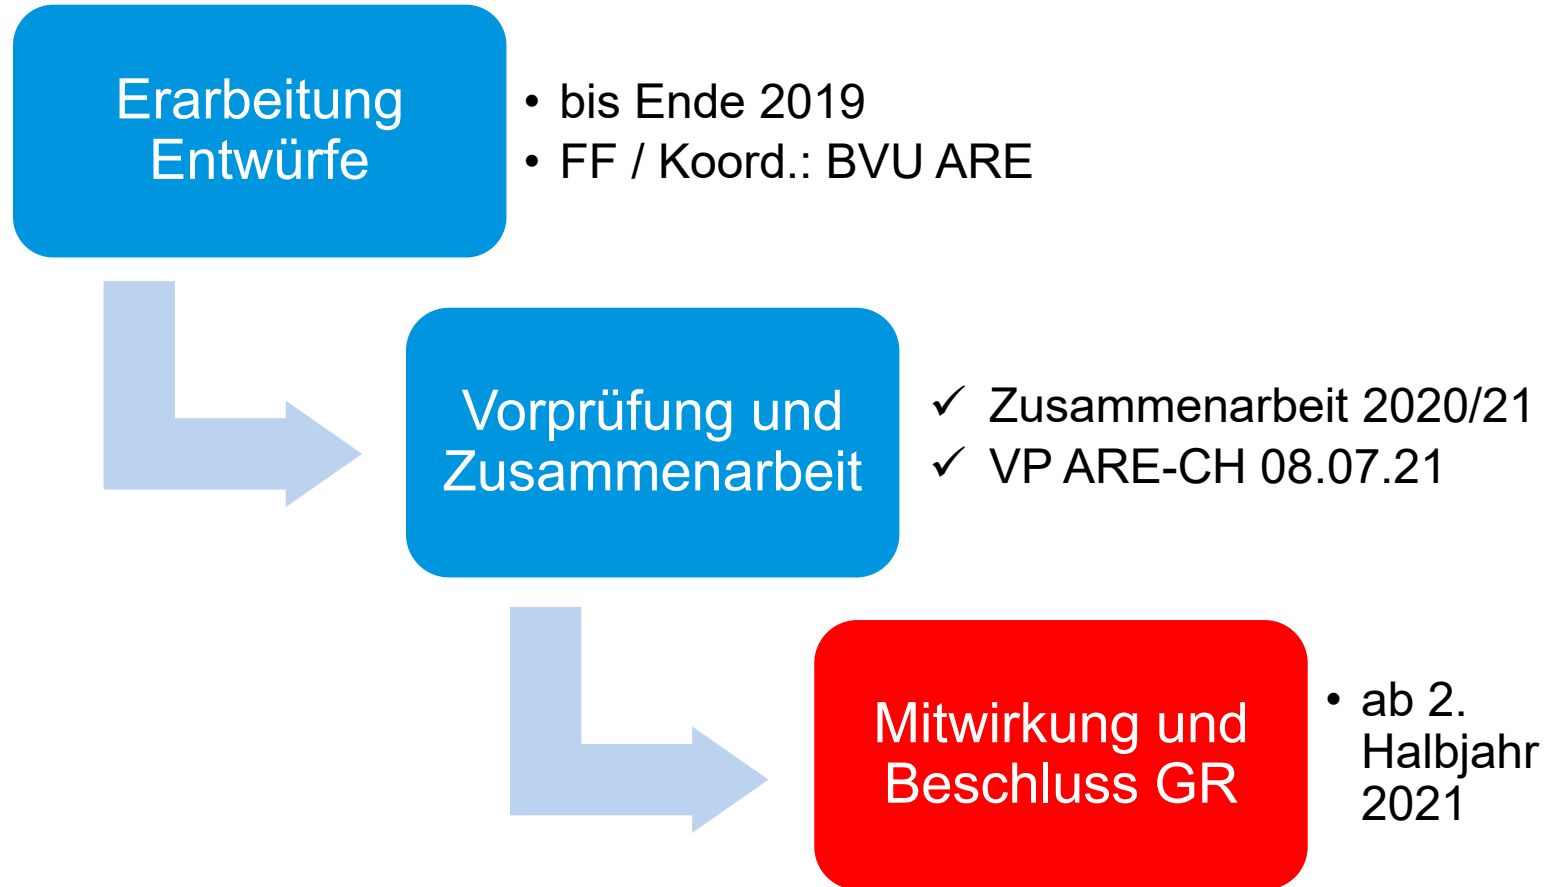 Erarbeitung
Entwürfe
• bis Ende 2019
• FF / Koord.: BVU ARE
Vorprüfung und
Zusammenarbeit
✓ Zusammenarbeit 2020/21
✓ VP ARE-CH 08.07.21
Mitwirkung und
Beschluss GR
• ab 2.
Halbjahr
2021